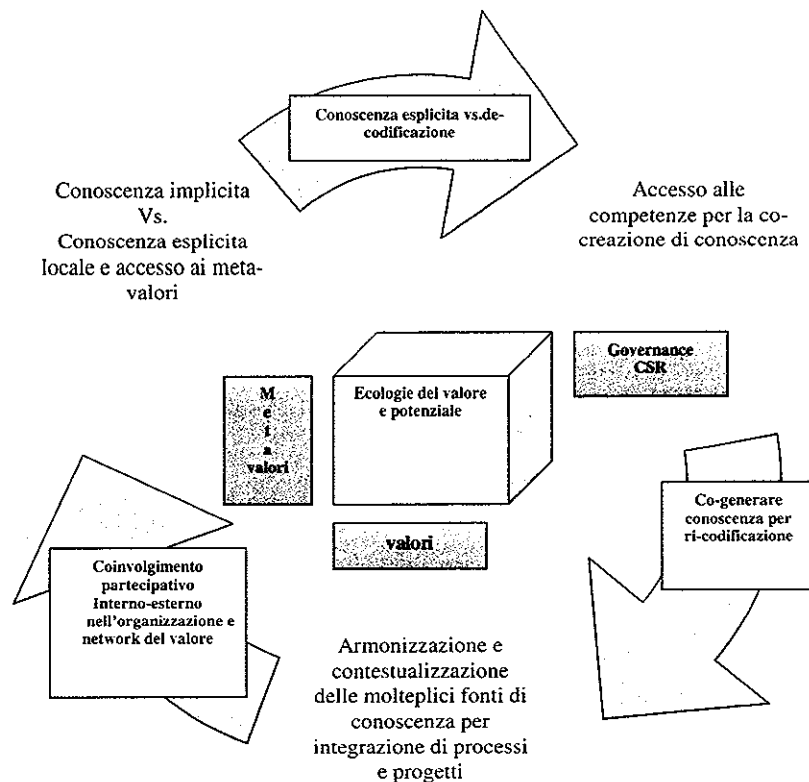 Conoscenza esplicita vs.de-
codificazione
Conoscenza implicita
Vs.
Conoscenza esplicita
locale e accesso ai meta-
valori
Accesso alle
competenze per la co-
creazione di conoscenza
Governance
CSR
M
e
t
a
valori
Ecologie del valore
e potenziale
valori
Co-generare
conoscenza per
ri-codificazione
Coinvolgimento
partecipativo
Interno-esterno
nell'organizzazione e
network del valore
Armonizzazione e
contestualizzazione
delle molteplici fonti di
conoscenza per
integrazione di processi
e progetti